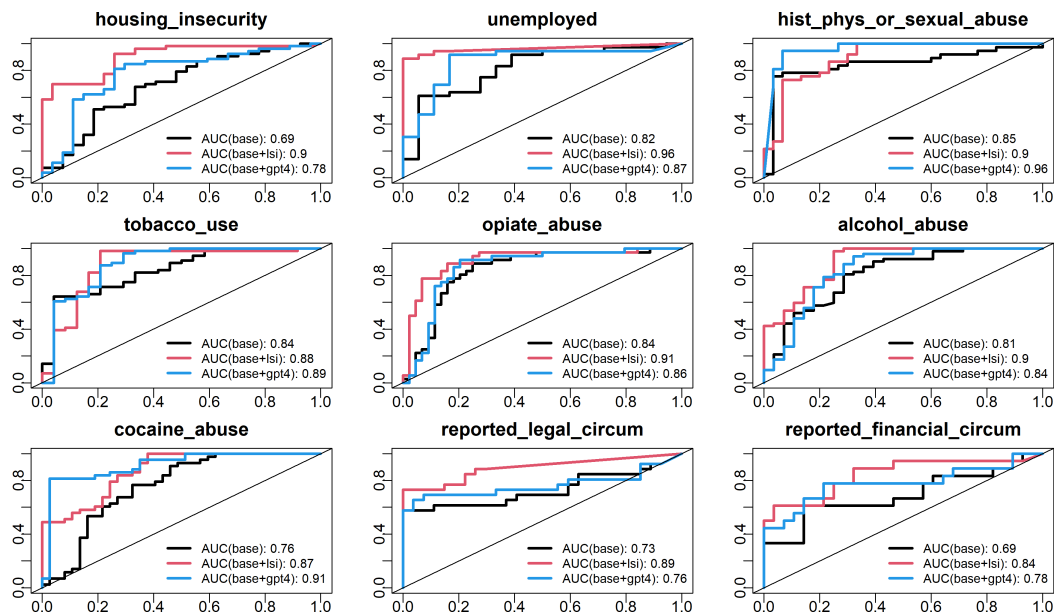 housing_insecurity
0.0 0.4 0.8
AUC(base): 0.69
AUC(base+lsi): 0.9
AUC(base+gpt4): 0.78
0.0 0.2 0.4 0.6 0.8 1.0
unemployed
0.0 0.4 0.8
AUC(base): 0.82
AUC(base+lsi): 0.96
AUC(base+gpt4): 0.87
0.0 0.2 0.4 0.6 0.8 1.0
hist_phys_or_sexual_abuse
0.0 0.4 0.8
AUC(base): 0.85
AUC(base+lsi): 0.9
AUC(base+gpt4): 0.96
0.0 0.2 0.4 0.6 0.8 1.0
tobacco_use
0.0 0.4 0.8
AUC(base): 0.84
AUC(base+lsi): 0.88
AUC(base+gpt4): 0.89
0.0 0.2 0.4 0.6 0.8 1.0
opiate_abuse
0.0 0.4 0.8
AUC(base): 0.84
AUC(base+lsi): 0.91
AUC(base+gpt4): 0.86
0.0 0.2 0.4 0.6 0.8 1.0
alcohol_abuse
0.0 0.4 0.8
AUC(base): 0.81
AUC(base+lsi): 0.9
AUC(base+gpt4): 0.84
0.0 0.2 0.4 0.6 0.8 1.0
cocaine_abuse
0.0 0.4 0.8
AUC(base): 0.76
AUC(base+lsi): 0.87
AUC(base+gpt4): 0.91
0.0 0.2 0.4 0.6 0.8 1.0
reported_legal_circum
0.0 0.4 0.8
AUC(base): 0.73
AUC(base+lsi): 0.89
AUC(base+gpt4): 0.76
0.0 0.2 0.4 0.6 0.8 1.0
reported_financial_circum
0.0 0.4 0.8
AUC(base): 0.69
AUC(base+lsi): 0.84
AUC(base+gpt4): 0.78
0.0 0.2 0.4 0.6 0.8 1.0